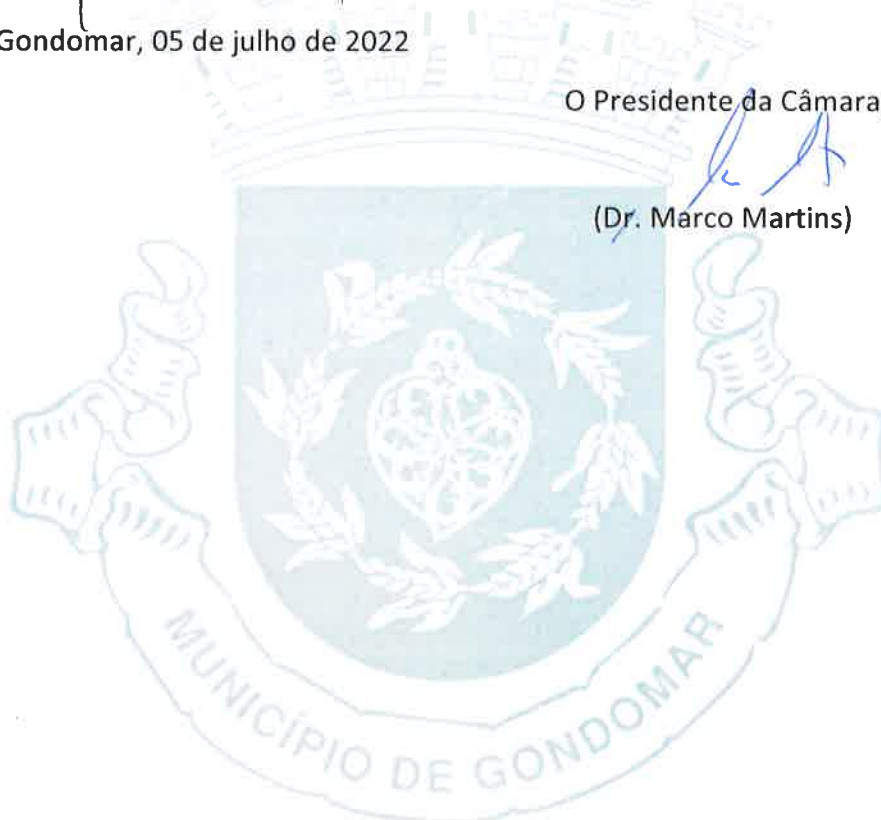 Gondomar, 05 de julho de 2022
O Presidente da Câmara
(Dr. Marco Martins)
MUNICÍPIO DE GONDOMAR